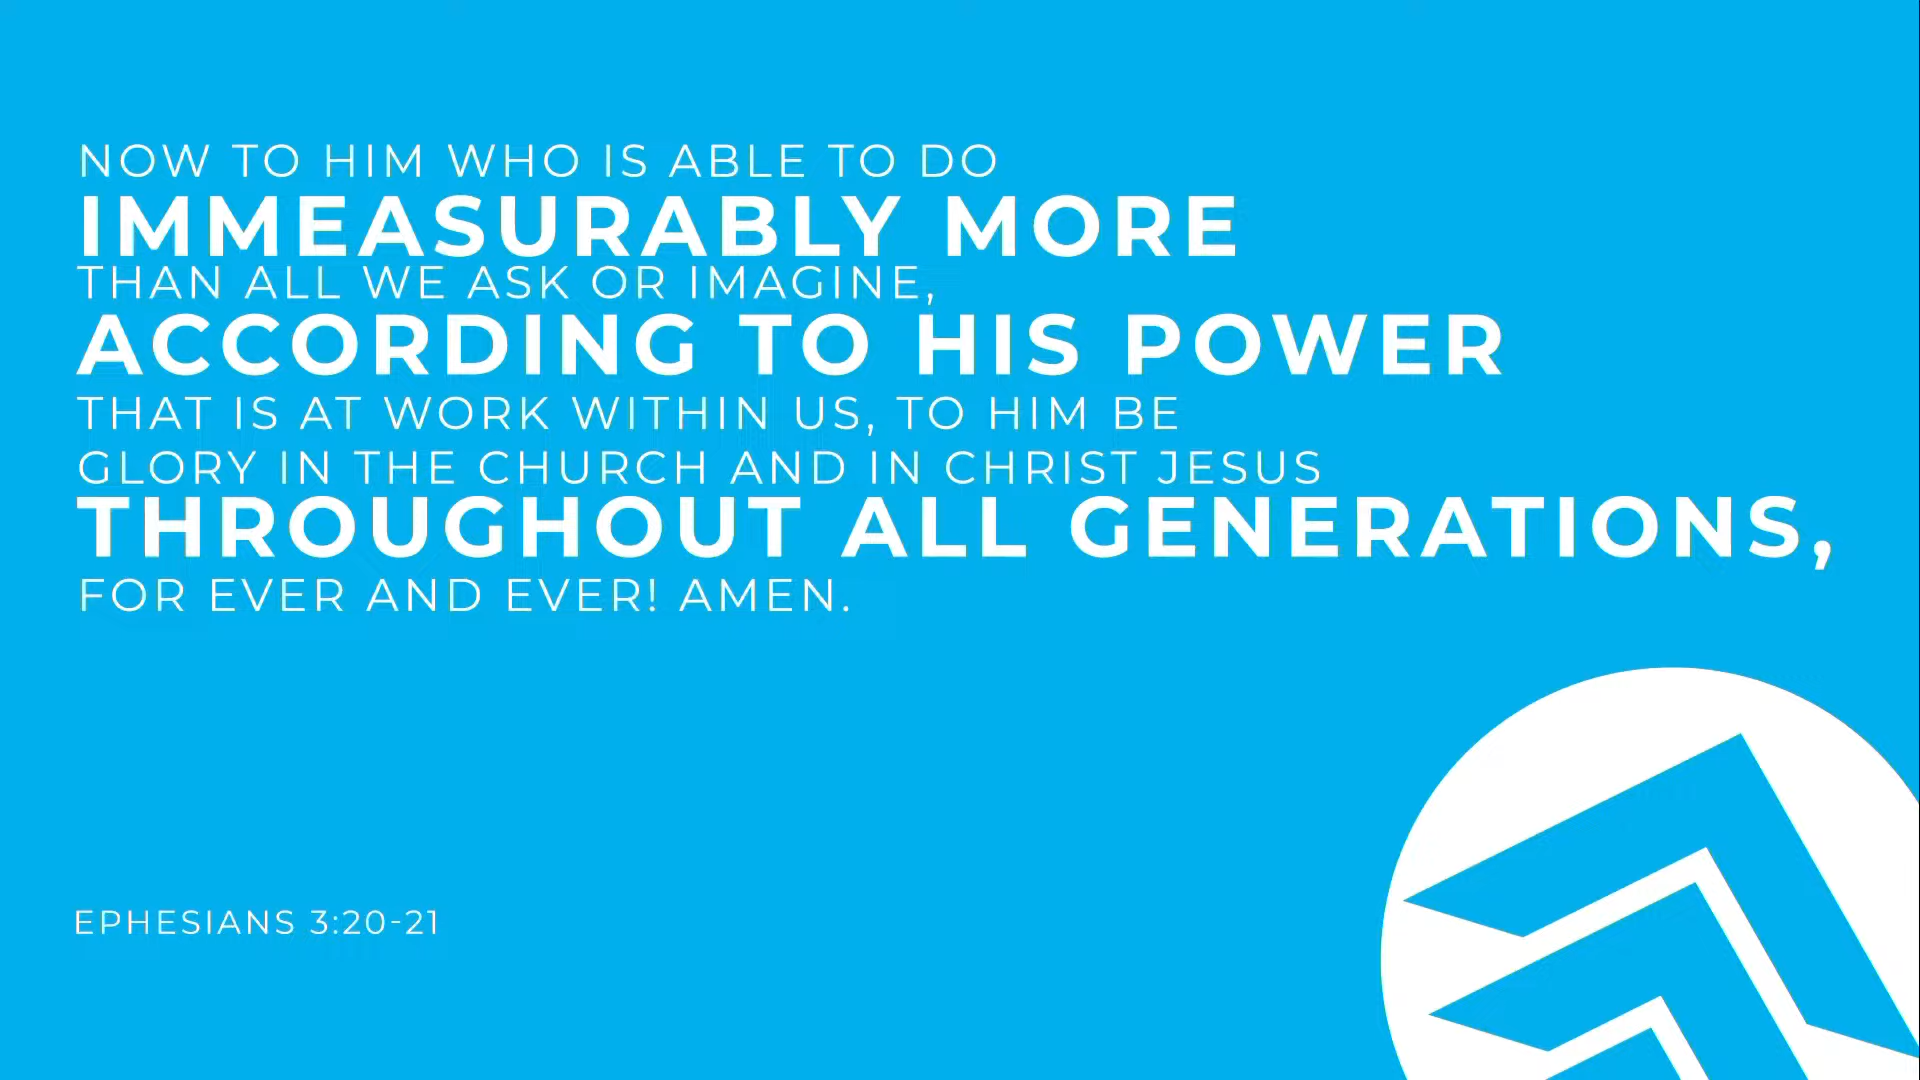 NOW TO HIM WHO IS ABLE TO DO
IMMEASURABLY MORE
THAN ALL WE ASK OR IMAGINE,
ACCORDING TO HIS POWER
THAT IS AT WORK WITHIN US, TO HIM BE
GLORY IN THE CHURCH AND IN CHRIST JESUS
THROUGHOUT ALL GENERATIONS,
FOR EVER AND EVER! AMEN.
EPHESIANS 3:20-21